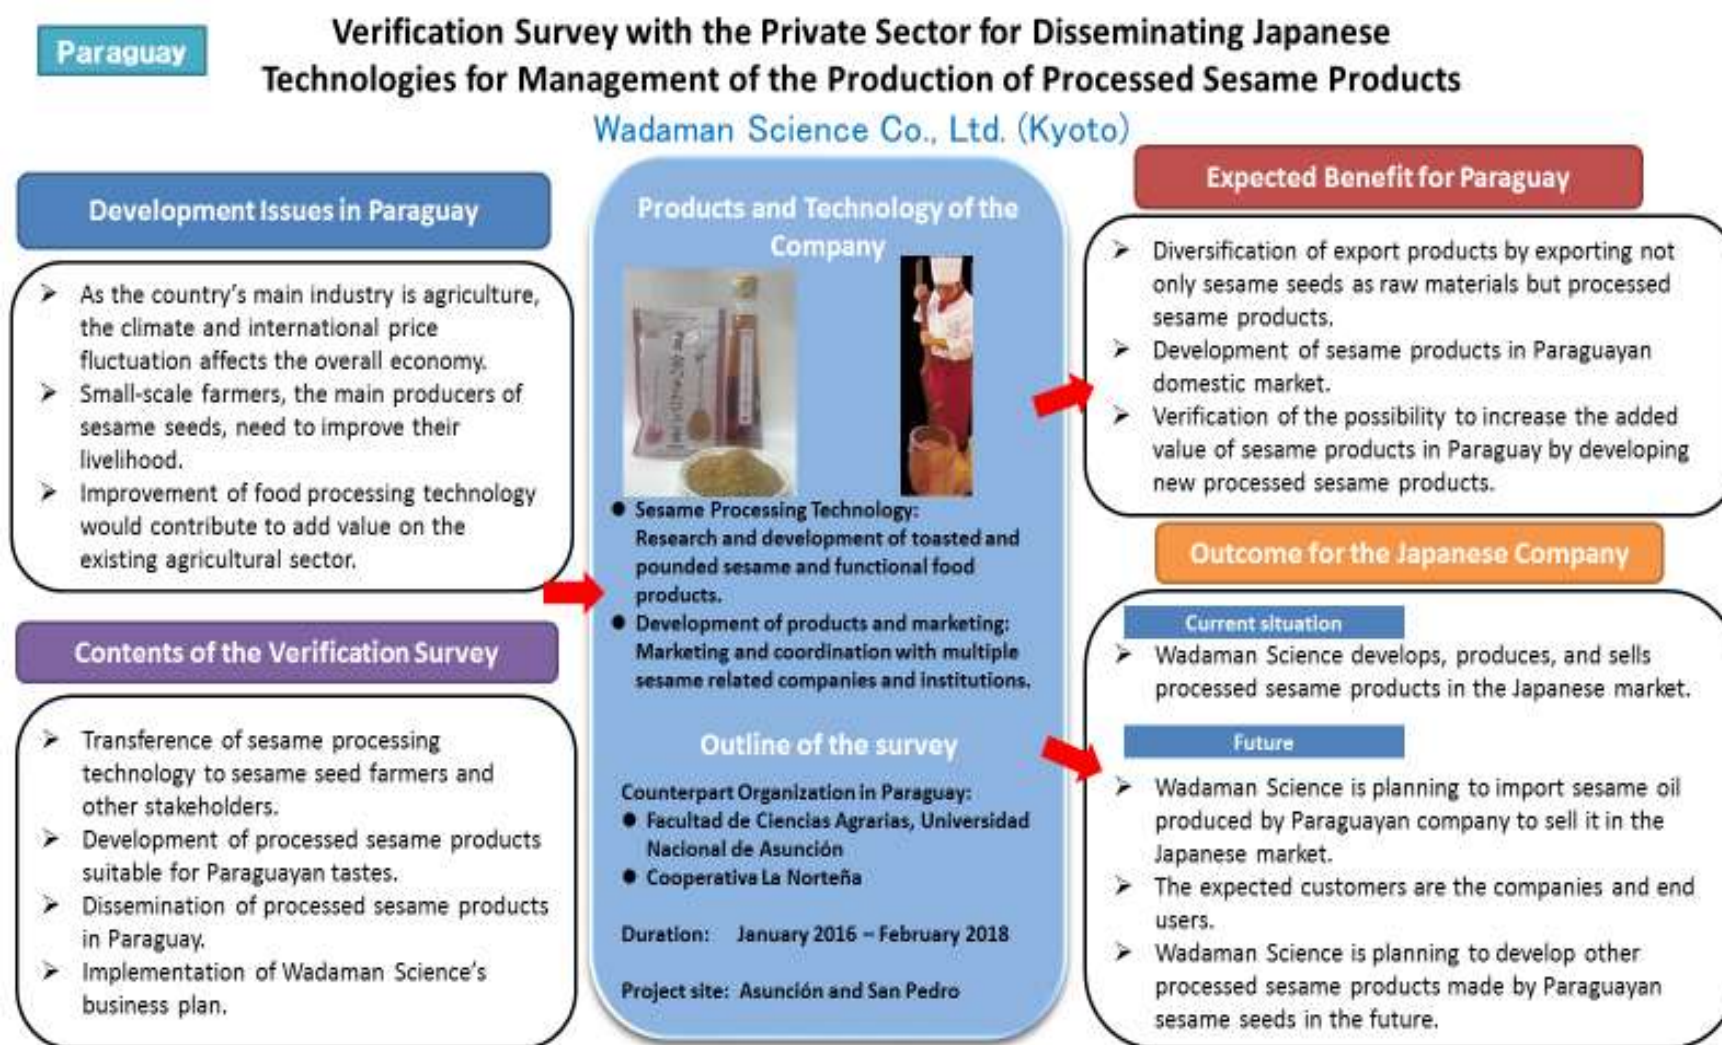 Paraguay
Verification Survey with the Private Sector for Disseminating Japanese
Technologies for Management of the Production of Processed Sesame Products
Wadaman Science Co., Ltd. (Kyoto)
Development Issues in Paraguay
➢ As the country's main industry is agriculture,
the climate and international price
fluctuation affects the overall economy.
➢ Small-scale farmers, the main producers of
sesame seeds, need to improve their
livelihood.
➢ Improvement of food processing technology
would contribute to add value on the
existing agricultural sector.
Contents of the Verification Survey
➢ Transference of sesame processing
technology to sesame seed farmers and
other stakeholders.
➢ Development of processed sesame products
suitable for Paraguayan tastes.
➢ Dissemination of processed sesame products
in Paraguay.
➢ Implementation of Wadaman Science's
business plan.
Products and Technology of the
Company
● Sesame Processing Technology:
Research and development of toasted and
pounded sesame and functional food
products.
● Development of products and marketing:
Marketing and coordination with multiple
sesame related companies and institutions.
Outline of the survey
Counterpart Organization in Paraguay:
● Facultad de Ciencias Agrarias, Universidad
Nacional de Asunción
● Cooperativa La Norteña
Duration: January 2016 – February 2018
Project site: Asunción and San Pedro
Expected Benefit for Paraguay
➢ Diversification of export products by exporting not
only sesame seeds as raw materials but processed
sesame products.
➢ Development of sesame products in Paraguayan
domestic market.
➢ Verification of the possibility to increase the added
value of sesame products in Paraguay by developing
new processed sesame products.
Outcome for the Japanese Company
Current situation
➢ Wadaman Science develops, produces, and sells
processed sesame products in the Japanese market.
Future
➢ Wadaman Science is planning to import sesame oil
produced by Paraguayan company to sell it in the
Japanese market.
➢ The expected customers are the companies and end
users.
➢ Wadaman Science is planning to develop other
processed sesame products made by Paraguayan
sesame seeds in the future.